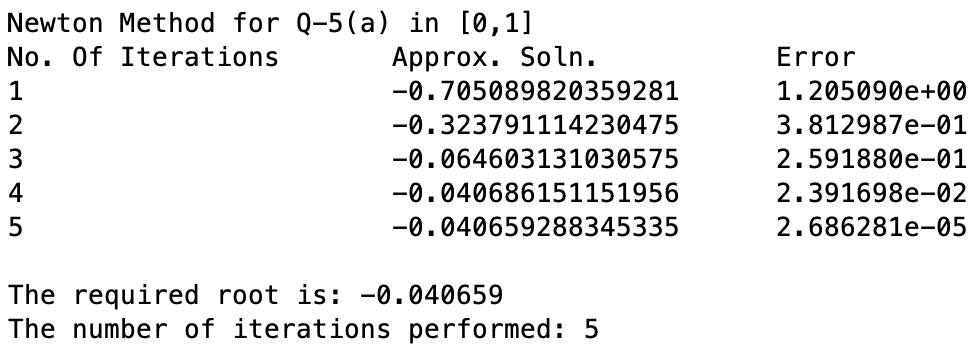 Newton Method for Q-5(a) in [0,1]
No. Of Iterations Approx. Soln. Error
1 -0.705089820359281 1.205090e+00
2 -0.323791114230475 3.812987e-01
3 -0.064603131030575 2.591880e-01
4 -0.040686151151956 2.391698e-02
5 -0.040659288345335 2.686281e-05
The required root is: -0.040659
The number of iterations performed: 5